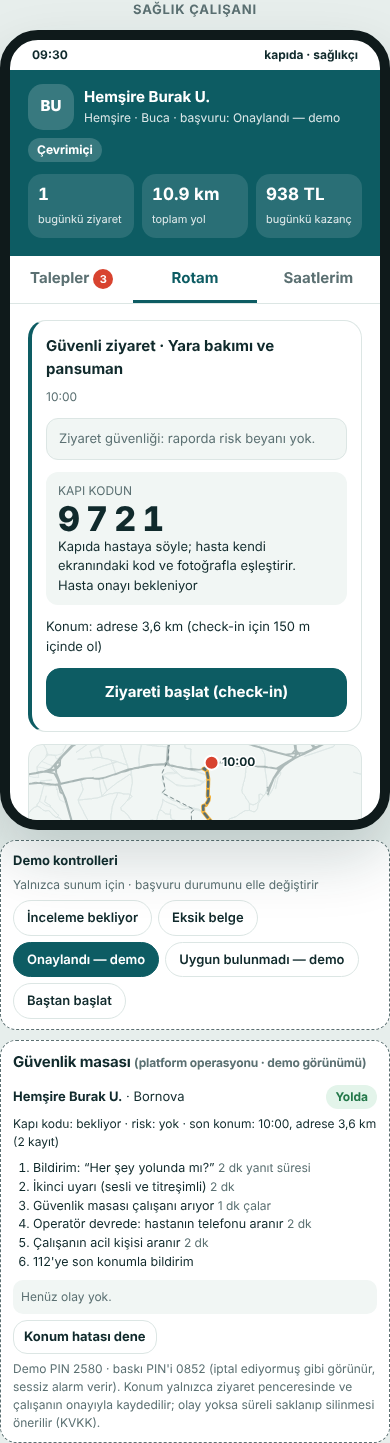 SAĞLIK ÇALIŞANI
09:30
kapıda · sağlıkçı
BU
Hemşire Burak U.
Hemşire · Buca · başvuru: Onaylandı — demo
Çevrimiçi
1
bugünkü ziyaret
10.9 km
toplam yol
938 TL
bugünkü kazanç
Talepler 3
Rotam
Saatlerim
Güvenli ziyaret · Yara bakımı ve
pansuman
10:00
Ziyaret güvenliği: raporda risk beyanı yok.
KAPI KODUN
9721
Kapıda hastaya söyle; hasta kendi
ekranındaki kod ve fotoğrafla eşleştirir.
Hasta onayı bekleniyor
Konum: adrese 3,6 km (check-in için 150 m
içinde ol)
Ziyareti başlat (check-in)
10:00
Demo kontrolleri
Yalnızca sunum için · başvuru durumunu elle değiştir
İnceleme bekliyor
Eksik belge
Onaylandı — demo
Uygun bulunmadı — demo
Baştan başlat
Güvenlik masası (platform operasyonu · demo görünümü)
Hemşire Burak U. · Bornova
Yolda
Kapı kodu: bekliyor · risk: yok · son konum: 10:00, adrese 3,6 km
(2 kayıt)
1. Bildirim: “Her şey yolunda mı?” 2 dk yanıt süresi
2. İkinci uyarı (sesli ve titreşimli) 2 dk
3. Güvenlik masası çalışanı arıyor 1 dk çalar
4. Operatör devrede: hastanın telefonu aranır 2 dk
5. Çalışanın acil kişisi aranır 2 dk
6. 112'ye son konumla bildirim
Henüz olay yok.
Konum hatası dene
Demo PIN 2580 · baskı PIN'i 0852 (iptal ediyormuş gibi görünür,
sessiz alarm verir). Konum yalnızca ziyaret penceresinde ve
çalışanın onayıyla kaydedilir; olay yoksa süreli saklanıp silinmesi
önerilir (KVKK).